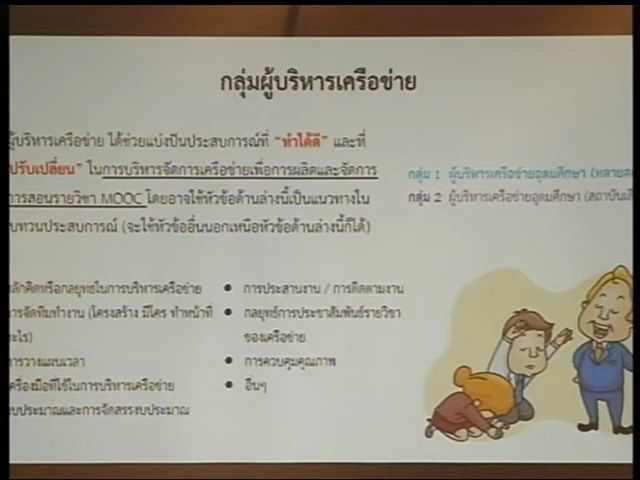 กลุ่มผู้บริหารเครือข่าย
ผู้บริหารเครือข่าย ได้ช่วยแบ่งปันประสบการณ์ที่ "ทำได้ดี" และที่
ปรับเปลี่ยน" ในการบริหารจัดการเครือข่ายเพื่อการผลิตและจัดการ
การสอนรายวิชา MOOC โดยอาจใช้หัวข้อด้านล่างนี้เป็นแนวทางใน
ประสบการณ์ (จะใช้หัวข้ออื่นนอกเหนือหัวข้อด้านล่างนี้ก็ได้)
กลุ่ม 1 ผู้บริหารเครือข่ายอุดมศึกษา
กลุ่ม 2 ผู้บริหารเครือข่ายอุดมศึกษา
หลักคิดหรือกลยุทธในการบริหารเครือข่าย
การจัดทีมทำงาน (โครงสร้าง มีใคร ทำหน้าที่
อะไร)
การวางแผนเวลา
เครื่องมือที่ใช้ในการบริหารเครือข่าย
งบประมาณและการจัดสรรงบประมาณ
• การประสานงาน / การติดตามงาน
• กลยุทธ์การประชาสัมพันธ์รายวิชา
ของเครือข่าย
• การควบคุมคุณภาพ
• อื่นๆ